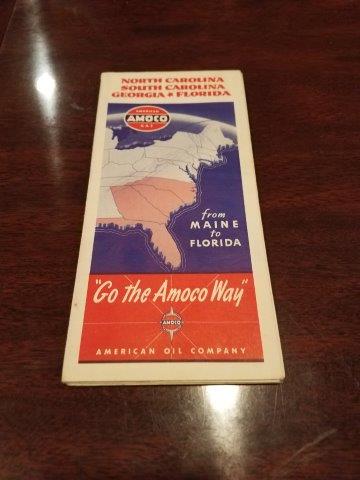 NORTH CAROLINA
SOUTH CAROLINA
GEORGIA • FLORIDA
AMERICAN
AMOCO
GAS
from
MAINE
to
FLORIDA
"Go the Amoco Way"
AMOCO
AMERICAN OIL COMPANY